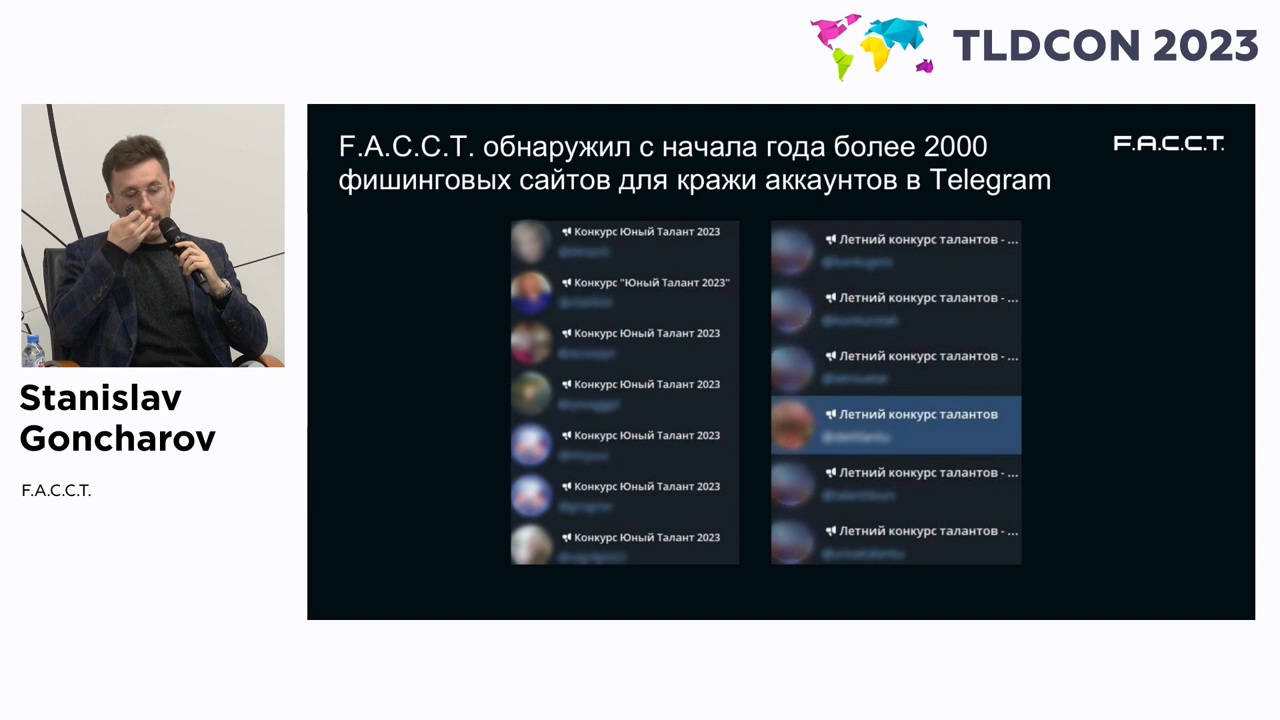 TLDCON 2023
F.A.C.C.T. обнаружил с начала года более 2000
фишинговых сайтов для кражи аккаунтов в Telegram
F.A.C.C.T.
Конкурс Юный Талант 2023
Конкурс "Юный Талант 2023"
Конкурс Юный Талант 2023
Конкурс Юный Талант 2023
Конкурс Юный Талант 2023
Конкурс Юный Талант 2023
Конкурс Юный Талант 2023
Летний конкурс талантов - ...
Летний конкурс талантов - ...
Летний конкурс талантов - ...
Летний конкурс талантов
Летний конкурс талантов - ...
Летний конкурс талантов - ...
Stanislav
Goncharov
F.A.C.C.T.